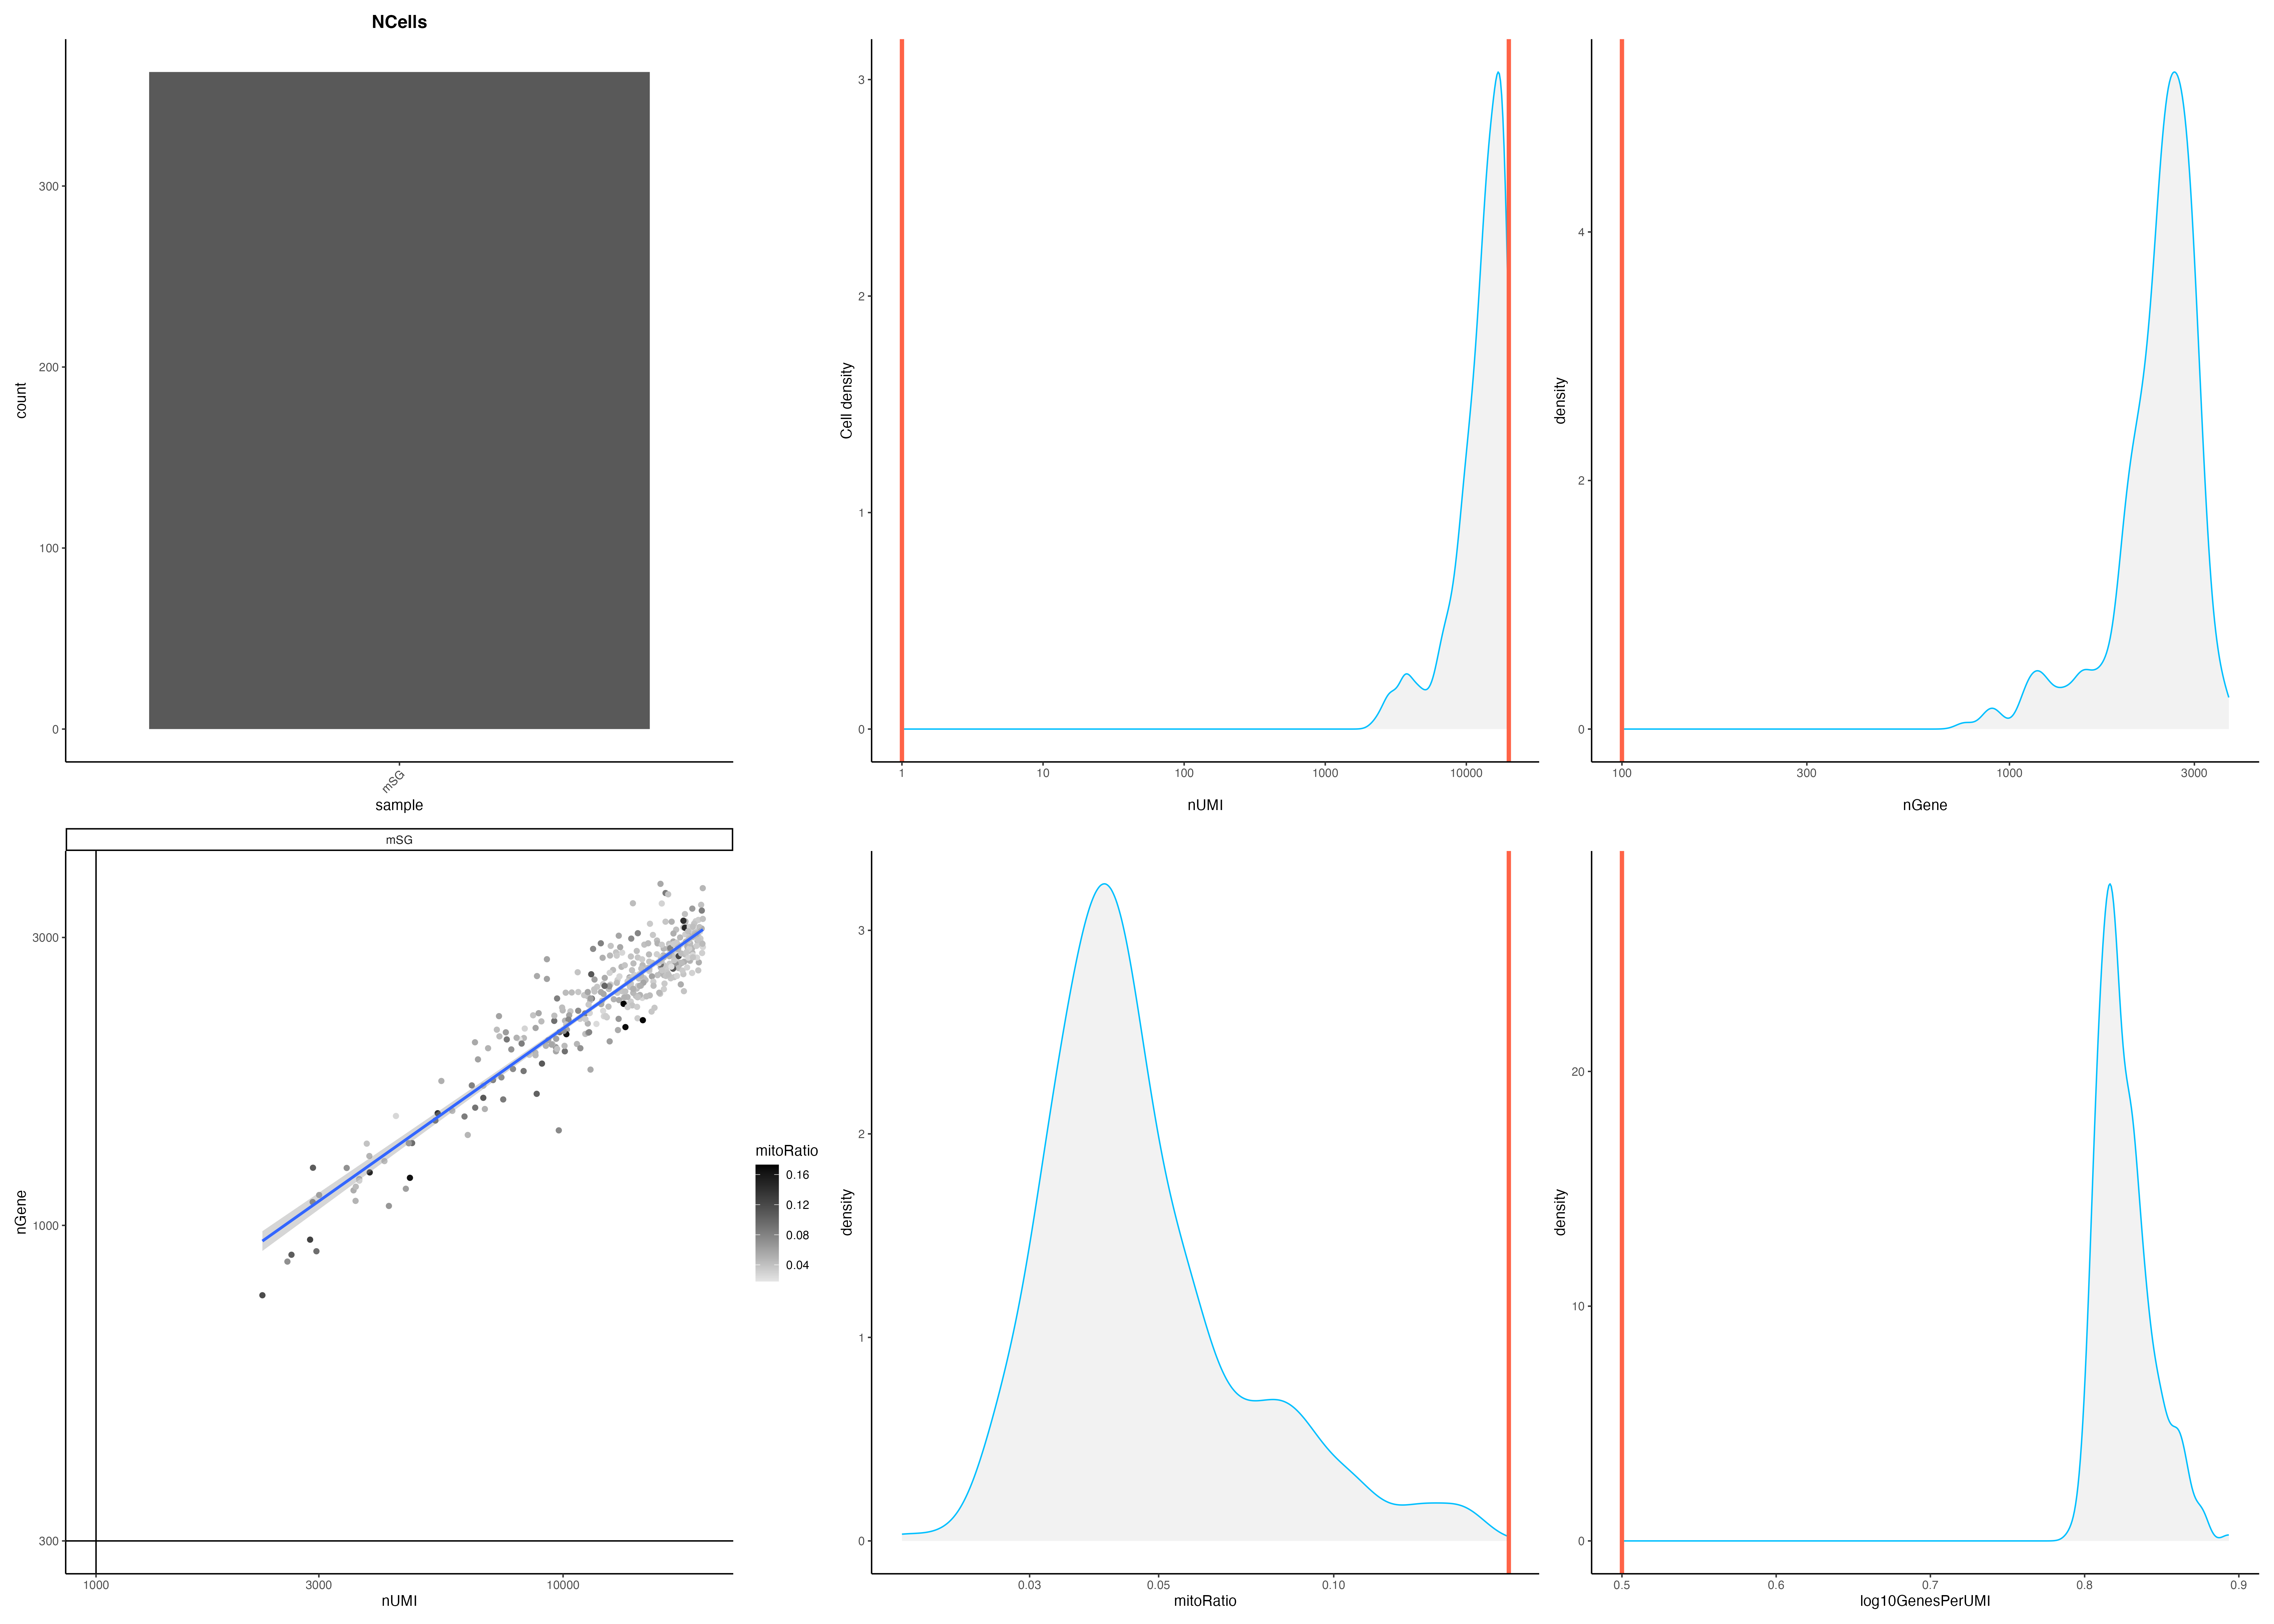 NCells
count
300
200
100
0
mSG
sample
Cell density
3
2
1
0
1
10
100
1000
10000
nUMI
density
4
2
0
100
300
1000
3000
nGene
mSG
nGene
3000
1000
300
1000
3000
10000
nUMI
mitoRatio
0.16
0.12
0.08
0.04
density
3
2
1
0
0.03
0.05
0.10
mitoRatio
density
20
10
0
0.5
0.6
0.7
0.8
0.9
log10GenesPerUMI